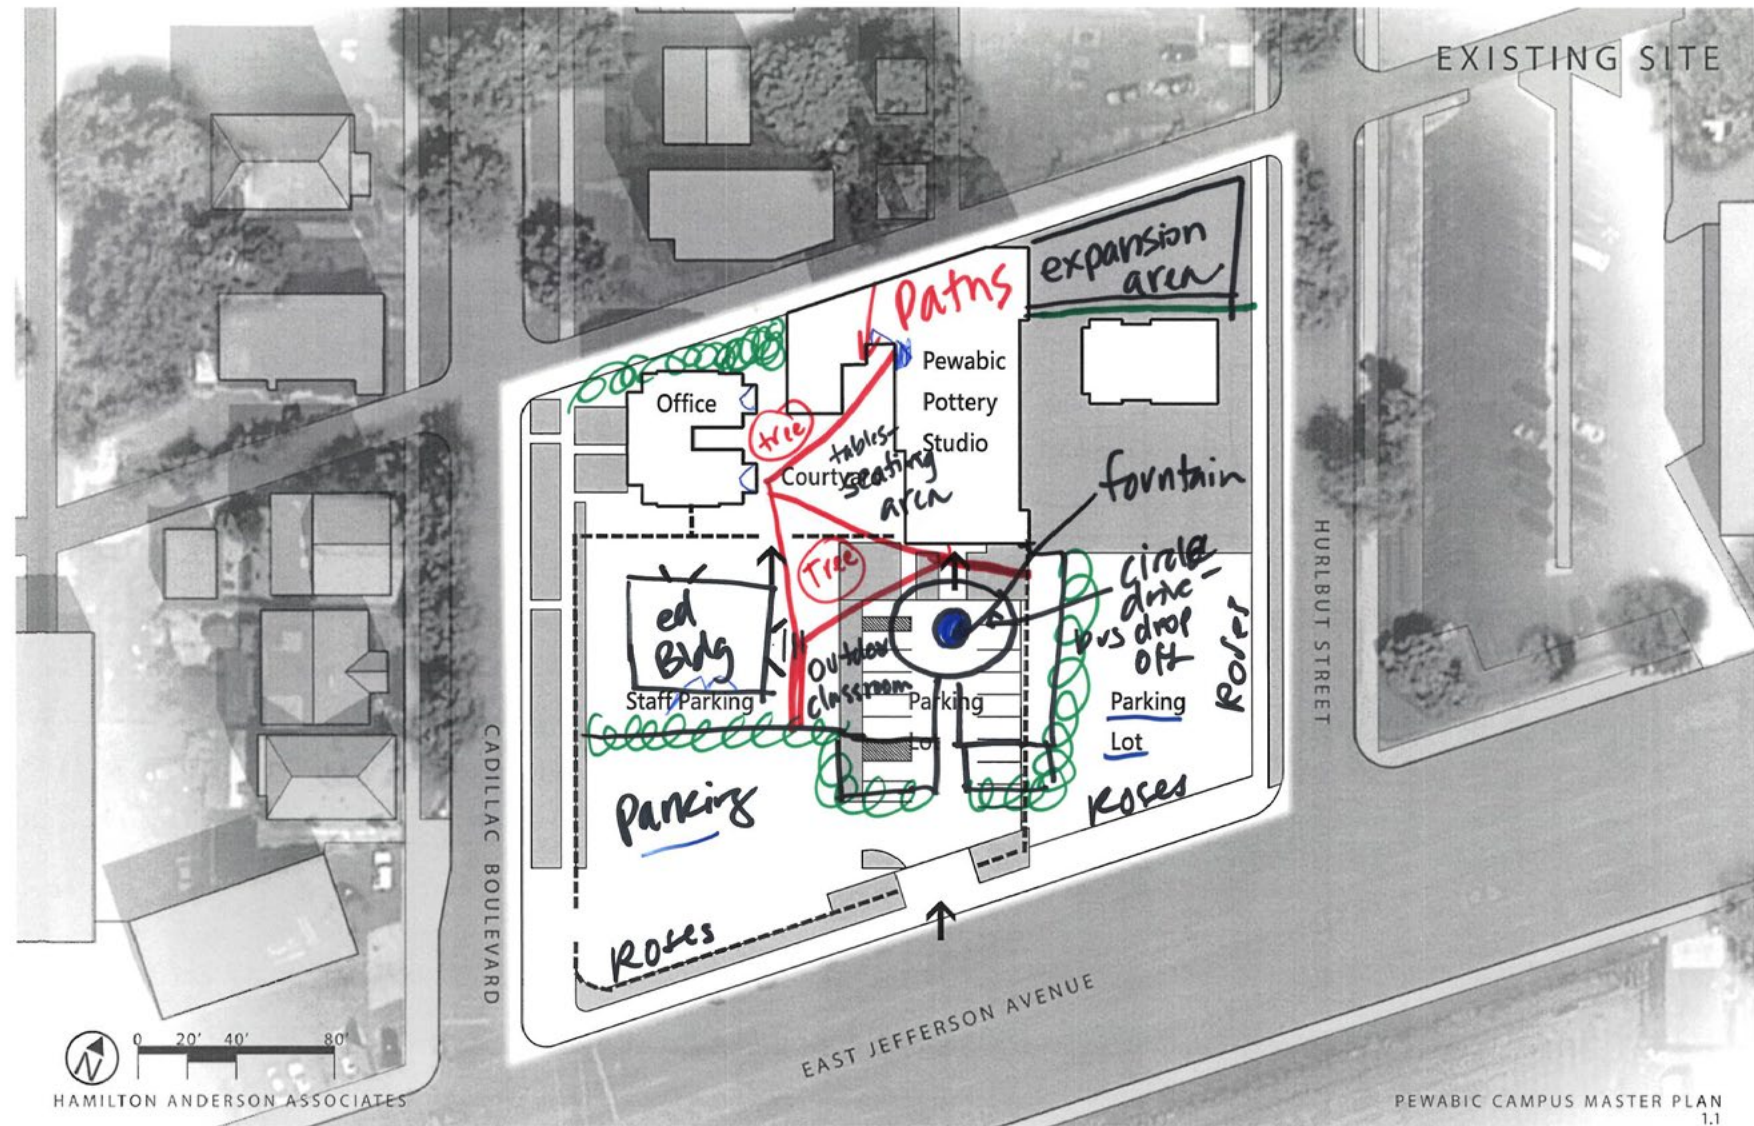 EXISTING SITE
expansion
area
Paths
Pewabic
Pottery
Studio
Office
tree
tables-
seating
area
Courtya
fountain
Tree
circle
drive -
bus drop
off
Roses
ed
Bldg
Outdoor
classroom
Staff Parking
Parking
Lot
Parking
Lot
Parking
Roses
Roses
CADILLAC BOULEVARD
HURLBUT STREET
EAST JEFFERSON AVENUE
N
0 20' 40' 80'
HAMILTON ANDERSON ASSOCIATES
PEWABIC CAMPUS MASTER PLAN
1.1